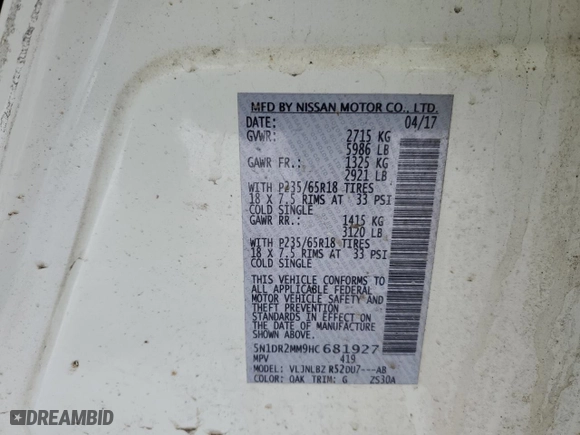 MFD BY NISSAN MOTOR CO., LTD.
DATE: 04/17
GVWR: 2715 KG
5986 LB
GAWR FR.: 1325 KG
2921 LB
WITH P235/65R18 TIRES
18 X 7.5 RIMS AT 33 PSI
COLD SINGLE
GAWR RR.: 1415 KG
3120 LB
WITH P235/65R18 TIRES
18 X 7.5 RIMS AT 33 PSI
COLD SINGLE
THIS VEHICLE CONFORMS TO
ALL APPLICABLE FEDERAL
MOTOR VEHICLE SAFETY AND
THEFT PREVENTION
STANDARDS IN EFFECT ON
THE DATE OF MANUFACTURE
SHOWN ABOVE.
5N1DR2MM9HC681927
MPV 419
MODEL: VLJNLBZ R52DU7---AB
COLOR: QAK TRIM: G ZS30A
DREAMBID